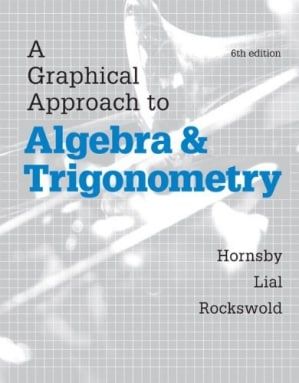 A
6th edition
Graphical
Approach to
Algebra &
Trigonometry
Hornsby
Lial
Rockswold